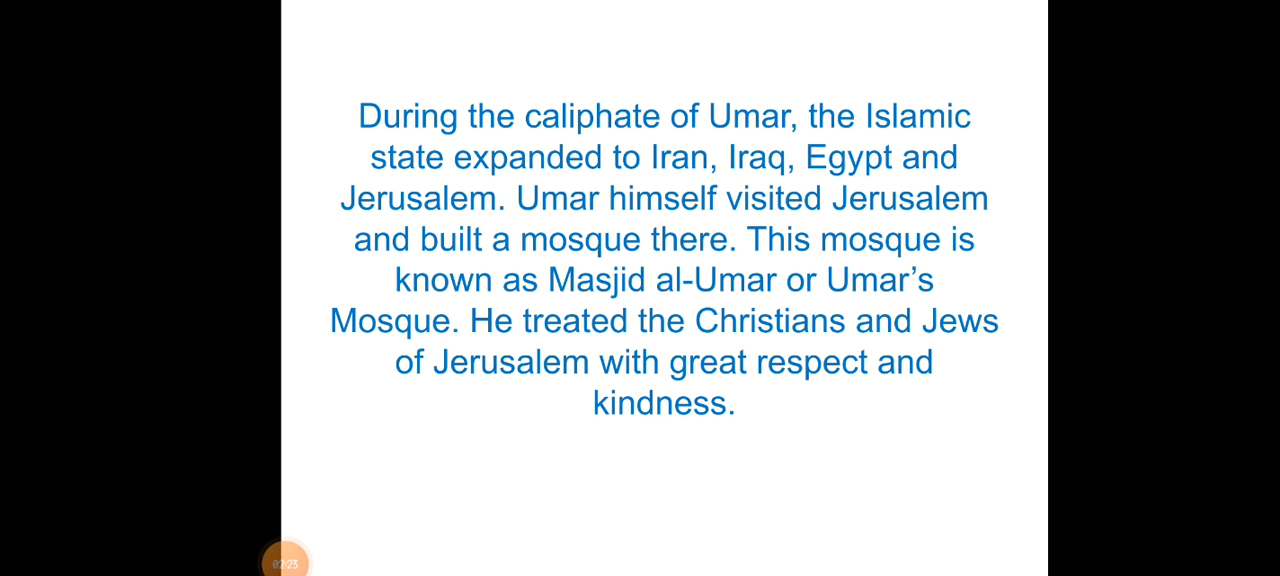 During the caliphate of Umar, the Islamic
state expanded to Iran, Iraq, Egypt and
Jerusalem. Umar himself visited Jerusalem
and built a mosque there. This mosque is
known as Masjid al-Umar or Umar’s
Mosque. He treated the Christians and Jews
of Jerusalem with great respect and
kindness.
02:23